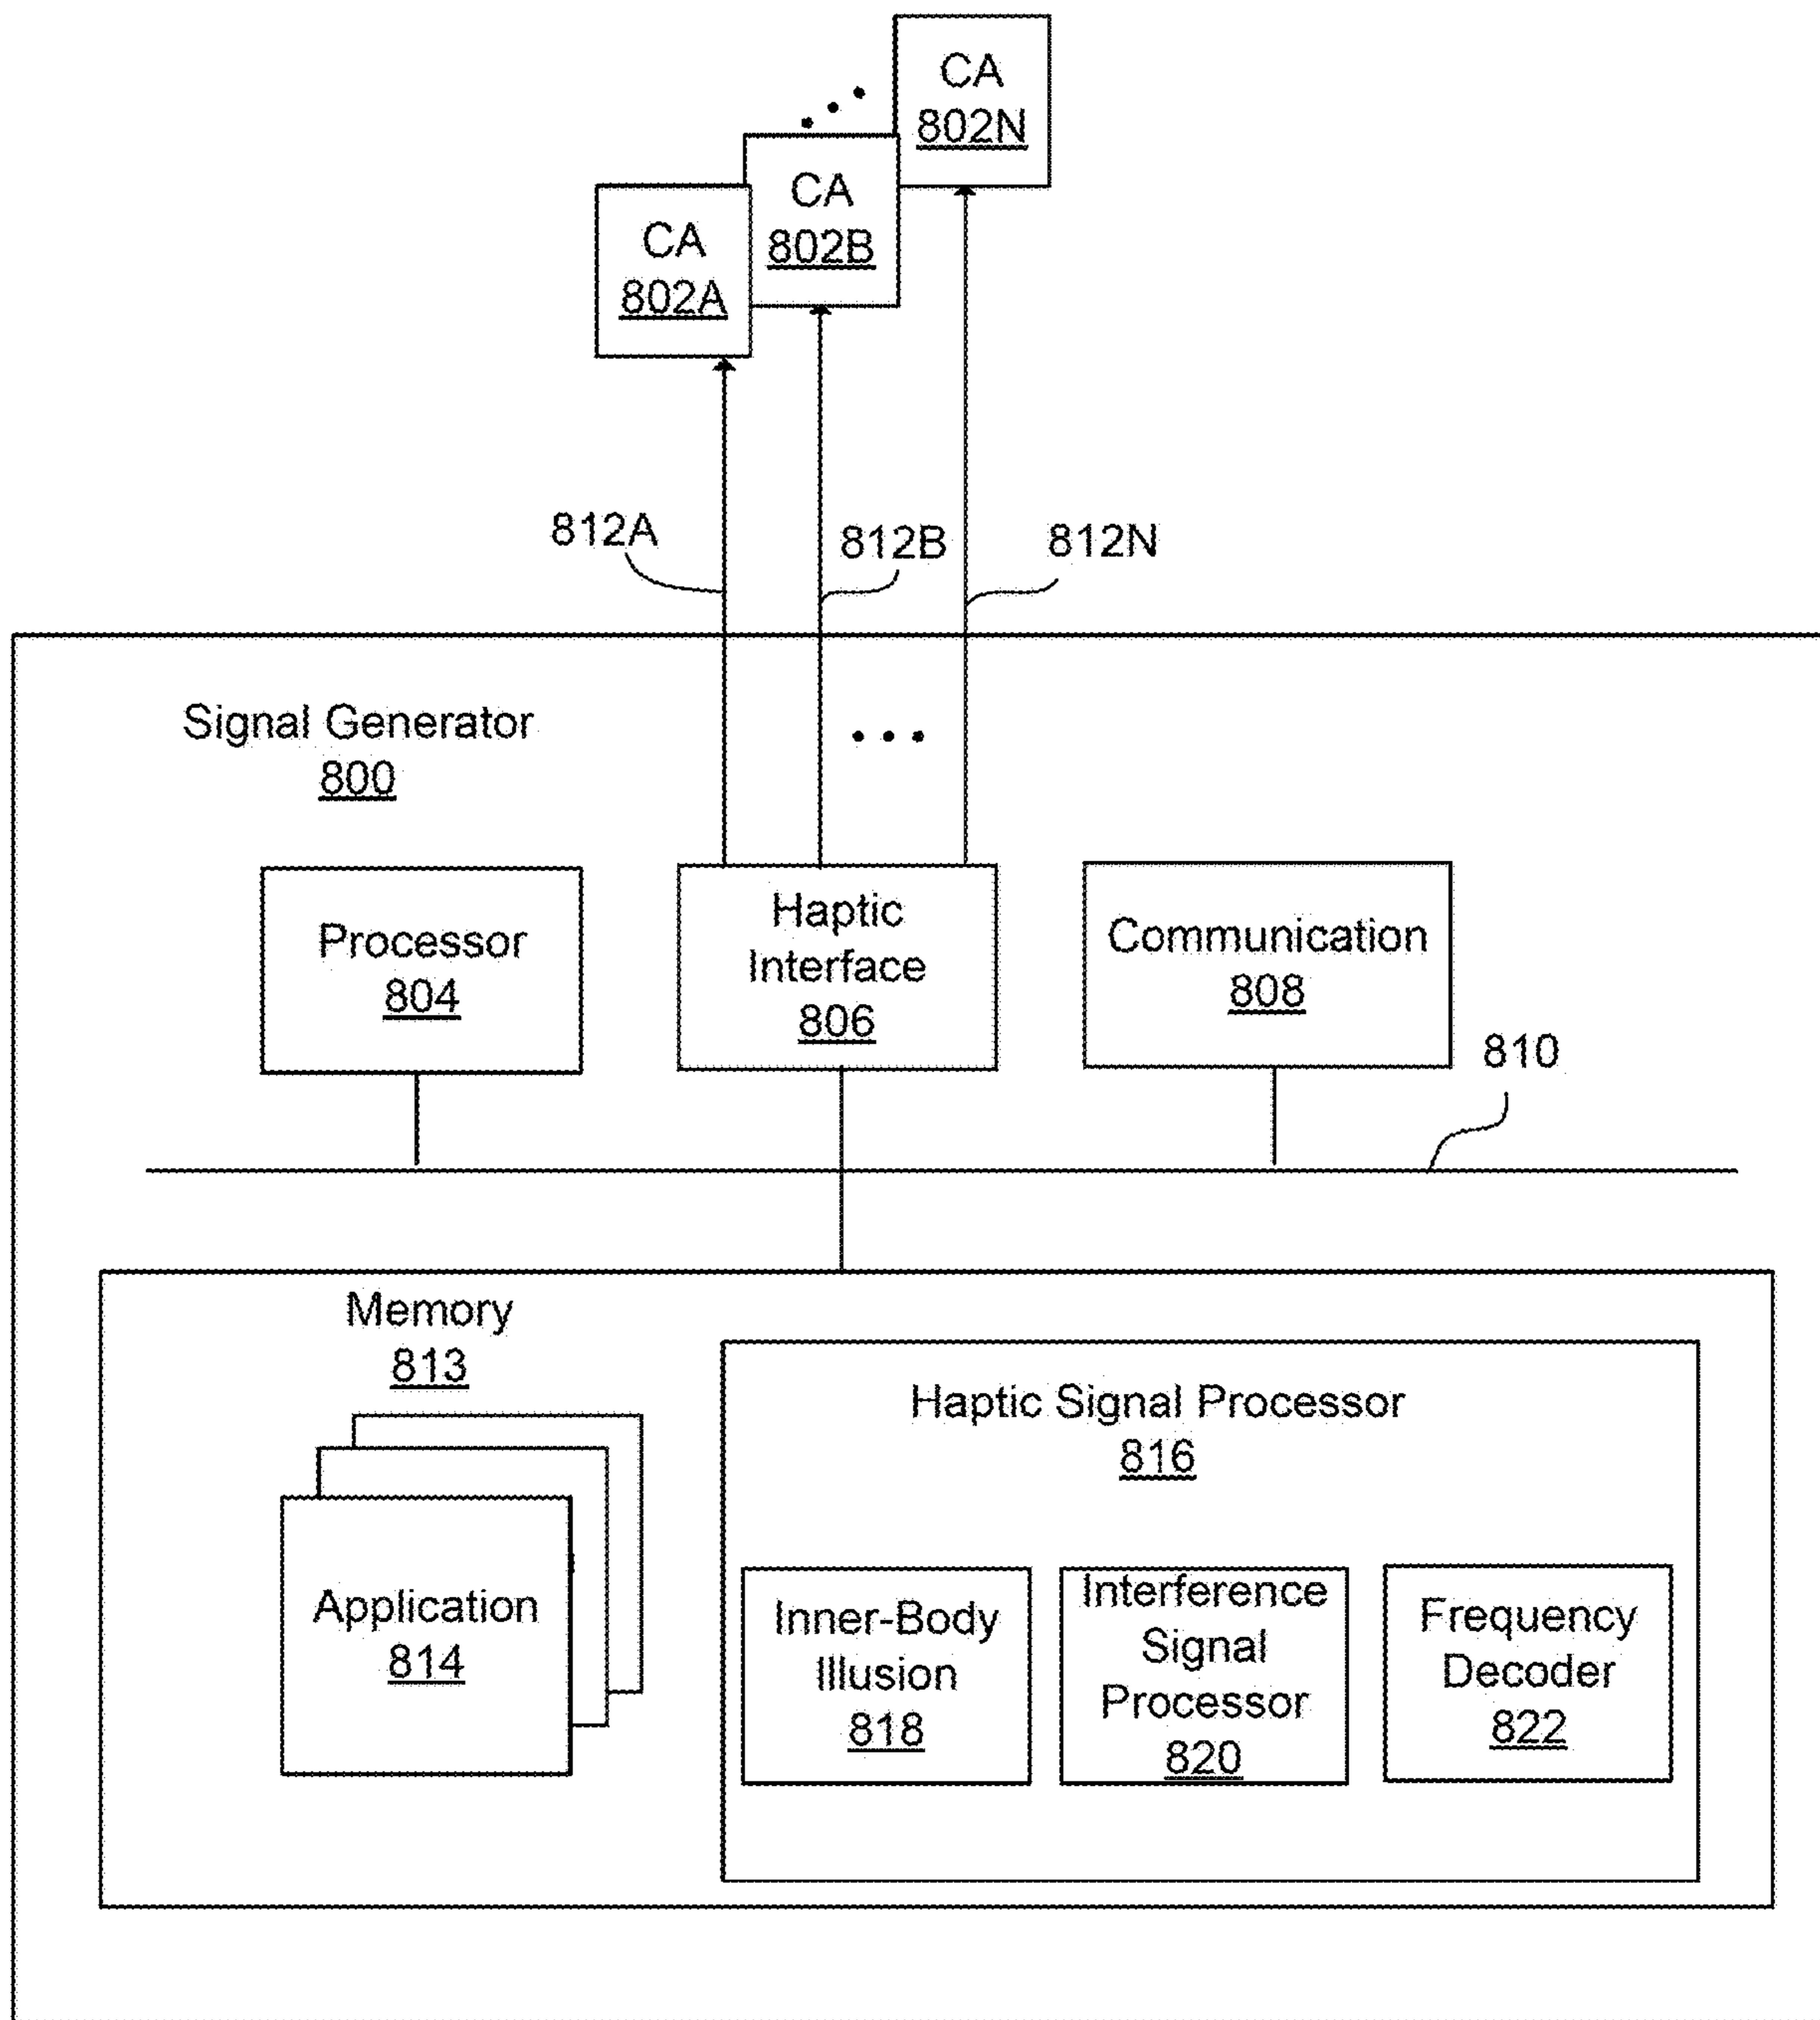 CA
802N
CA
802B
CA
802A
812A
812B
812N
Signal Generator
800
Processor
804
Haptic
Interface
806
Communication
808
810
Memory
813
Haptic Signal Processor
816
Application
814
Inner-Body
Illusion
818
Interference
Signal
Processor
820
Frequency
Decoder
822